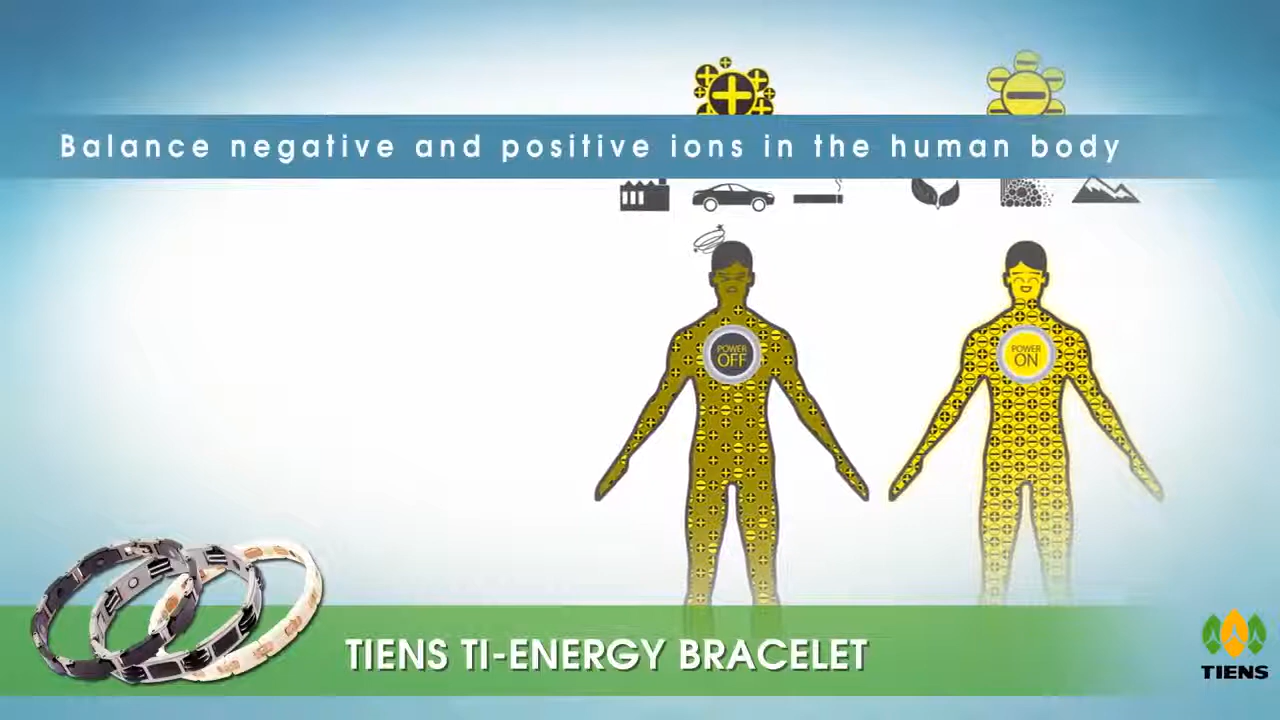 Balance negative and positive ions in the human body
POWER
OFF
POWER
ON
TIENS TI-ENERGY BRACELET
TIENS